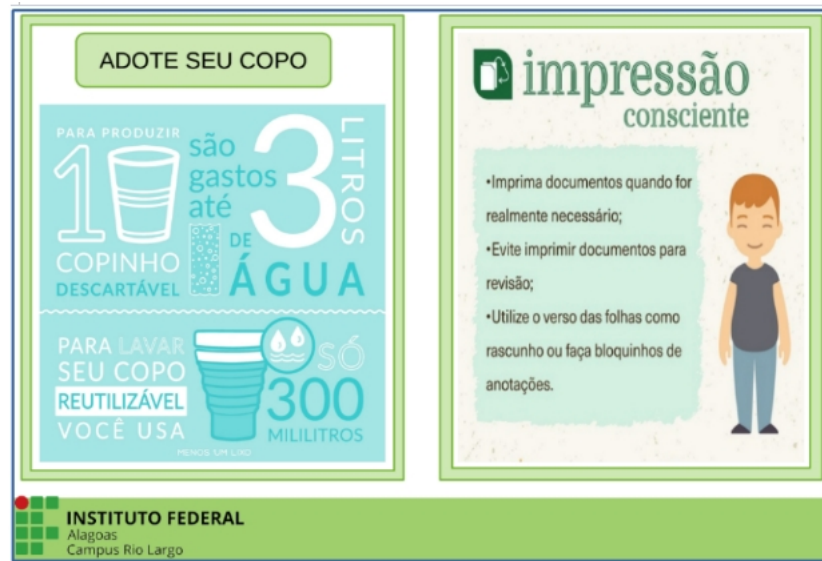 ADOTE SEU COPO
PARA PRODUZIR
1
COPINHO
DESCARTÁVEL
são
gastos
até
3
LITROS
DE
ÁGUA
PARA LAVAR
SEU COPO
REUTILIZÁVEL
VOCÊ USA
SÓ
300
MILILITROS
MENOS UM LIXO
impressão
consciente
•Imprima documentos quando for
realmente necessário;
•Evite imprimir documentos para
revisão;
•Utilize o verso das folhas como
rascunho ou faça bloquinhos de
anotações.
INSTITUTO FEDERAL
Alagoas
Campus Rio Largo